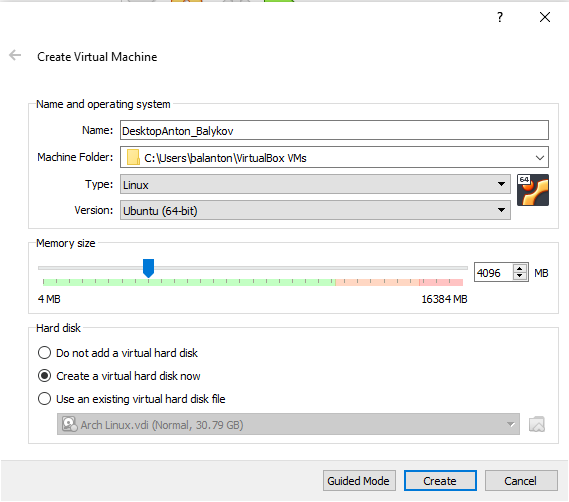 ?
Create Virtual Machine
Name and operating system
Name: DesktopAnton_Balykov
Machine Folder: C:\Users\balanton\VirtualBox VMs
Type: Linux
64
Version: Ubuntu (64-bit)
Memory size
4096 MB
4 MB 16384 MB
Hard disk
Do not add a virtual hard disk
Create a virtual hard disk now
Use an existing virtual hard disk file
Arch Linux.vdi (Normal, 30.79 GB)
Guided Mode Create Cancel